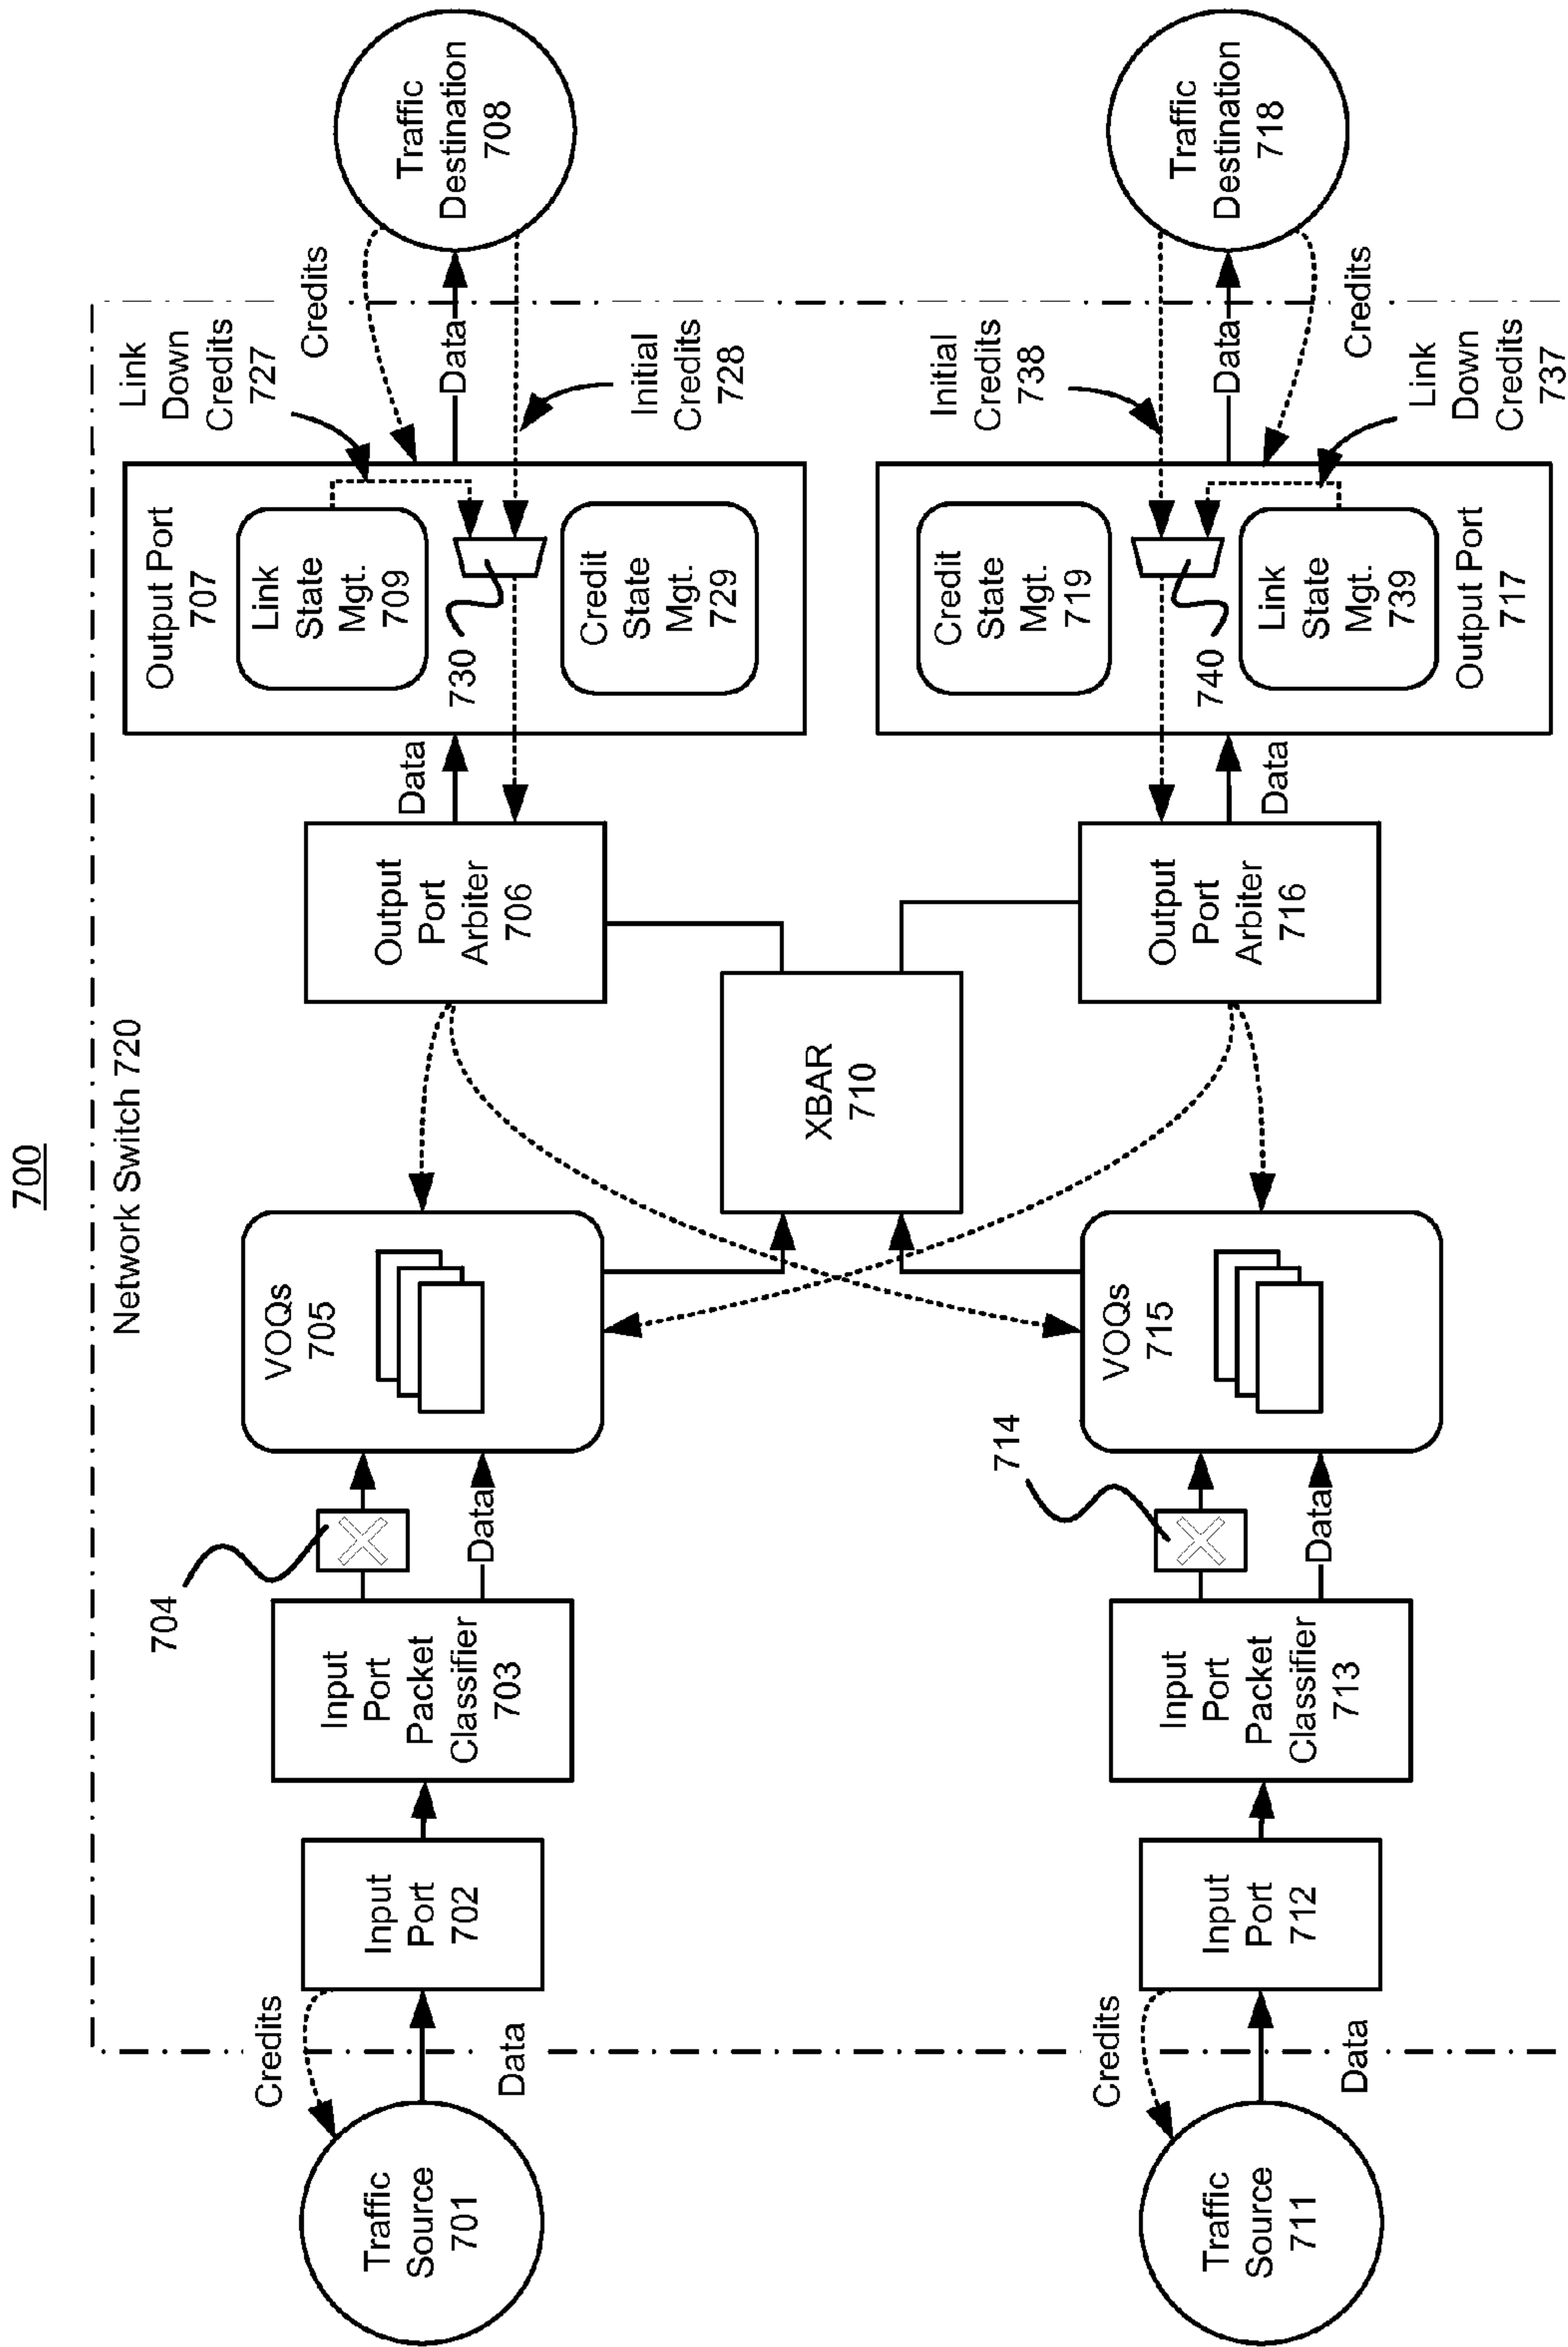 700
Network Switch 720
Traffic
Source
701
Credits
Data
Input
Port
702
Input
Port
Packet
Classifier
703
704
Data
VOQs
705
Output
Port
Arbiter
706
Data
Output Port
707
Link
State
Mgt.
709
730
Credit
State
Mgt.
729
Link
Down
Credits
727
Credits
Data
Initial
Credits
728
Traffic
Destination
708
XBAR
710
Traffic
Source
711
Credits
Data
Input
Port
712
Input
Port
Packet
Classifier
713
714
Data
VOQs
715
Output
Port
Arbiter
716
Data
Credit
State
Mgt.
719
740
Link
State
Mgt.
739
Output Port
717
Initial
Credits
738
Data
Credits
Link
Down
Credits
737
Traffic
Destination
718